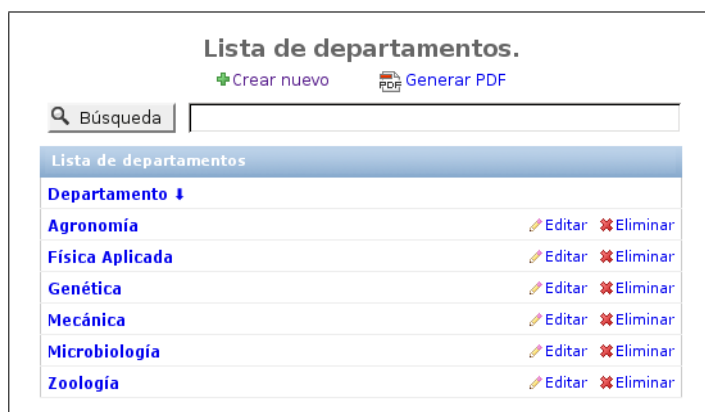 Lista de departamentos.
Crear nuevo PDF Generar PDF
Búsqueda
Lista de departamentos
Departamento ⬇
Agronomía Editar Eliminar
Física Aplicada Editar Eliminar
Genética Editar Eliminar
Mecánica Editar Eliminar
Microbiología Editar Eliminar
Zoología Editar Eliminar